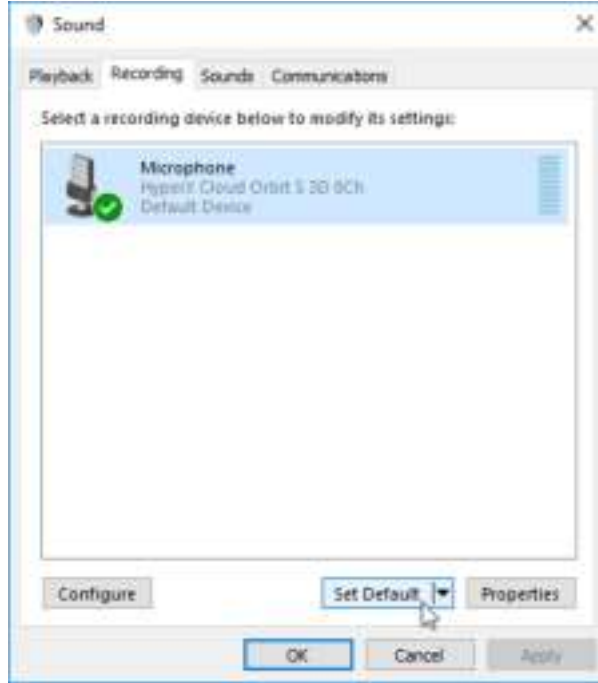 Sound
Playback Recording Sounds Communications
Select a recording device below to modify its settings:
Microphone
HyperX Cloud Orbit S 3D 8Ch
Default Device
Configure Set Default Properties
OK Cancel Apply